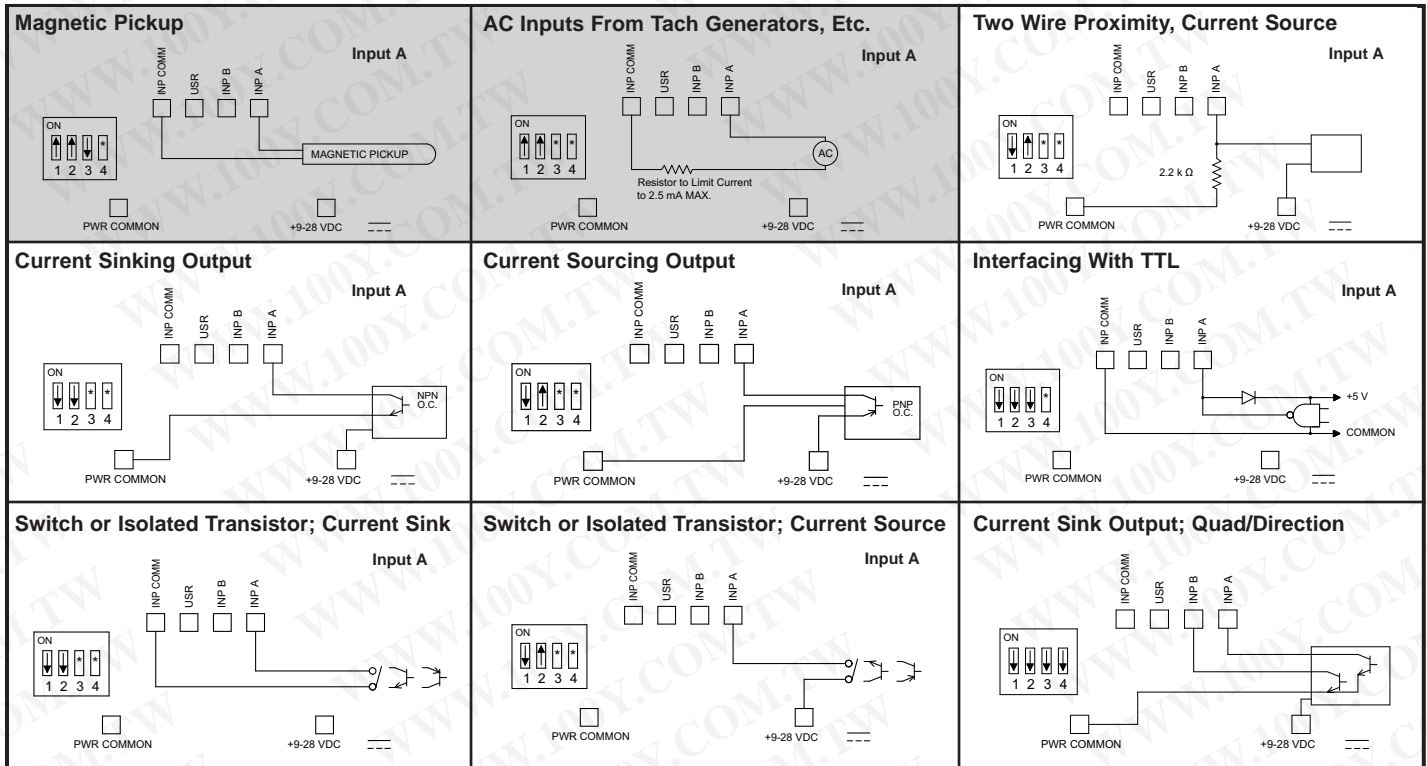 Magnetic Pickup
Input A
INP COMM
USR
INP B
INP A
ON
* 
1 2 3 4
MAGNETIC PICKUP
PWR COMMON
+9-28 VDC
AC Inputs From Tach Generators, Etc.
Input A
INP COMM
USR
INP B
INP A
ON
* *
1 2 3 4
AC
Resistor to Limit Current
to 2.5 mA MAX.
PWR COMMON
+9-28 VDC
Two Wire Proximity, Current Source
Input A
INP COMM
USR
INP B
INP A
ON
* *
1 2 3 4
2.2 k Ω
PWR COMMON
+9-28 VDC
Current Sinking Output
Input A
INP COMM
USR
INP B
INP A
ON
* *
1 2 3 4
NPN
O.C.
PWR COMMON
+9-28 VDC
Current Sourcing Output
Input A
INP COMM
USR
INP B
INP A
ON
* *
1 2 3 4
PNP
O.C.
PWR COMMON
+9-28 VDC
Interfacing With TTL
Input A
INP COMM
USR
INP B
INP A
ON
*
1 2 3 4
+5 V
COMMON
PWR COMMON
+9-28 VDC
Switch or Isolated Transistor; Current Sink
Input A
INP COMM
USR
INP B
INP A
ON
* *
1 2 3 4
PWR COMMON
+9-28 VDC
Switch or Isolated Transistor; Current Source
Input A
INP COMM
USR
INP B
INP A
ON
* *
1 2 3 4
PWR COMMON
+9-28 VDC
Current Sink Output; Quad/Direction
INP COMM
USR
INP B
INP A
ON
1 2 3 4
PWR COMMON
+9-28 VDC
WWW.100Y.COM.TW